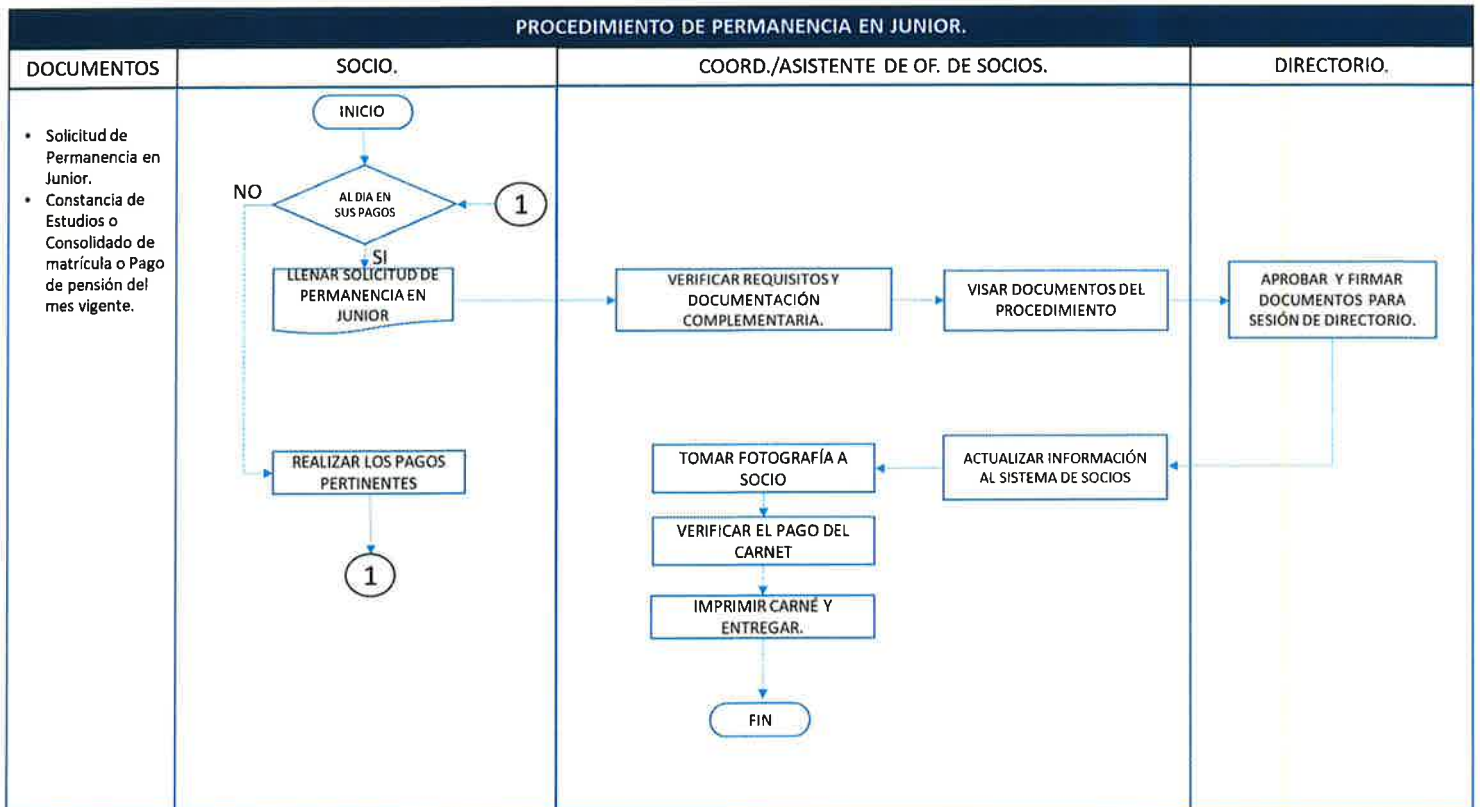 PROCEDIMIENTO DE PERMANENCIA EN JUNIOR.
DOCUMENTOS
SOCIO.
COORD./ASISTENTE DE OF. DE SOCIOS.
DIRECTORIO.
• Solicitud de
Permanencia en
Junior.
• Constancia de
Estudios o
Consolidado de
matrícula o Pago
de pensión del
mes vigente.
INICIO
NO
AL DIA EN
SUS PAGOS
1
SI
LLENAR SOLICITUD DE
PERMANENCIA EN
JUNIOR
VERIFICAR REQUISITOS Y
DOCUMENTACIÓN
COMPLEMENTARIA.
VISAR DOCUMENTOS DEL
PROCEDIMIENTO
APROBAR Y FIRMAR
DOCUMENTOS PARA
SESIÓN DE DIRECTORIO.
REALIZAR LOS PAGOS
PERTINENTES
1
TOMAR FOTOGRAFÍA A
SOCIO
ACTUALIZAR INFORMACIÓN
AL SISTEMA DE SOCIOS
VERIFICAR EL PAGO DEL
CARNET
IMPRIMIR CARNÉ Y
ENTREGAR.
FIN